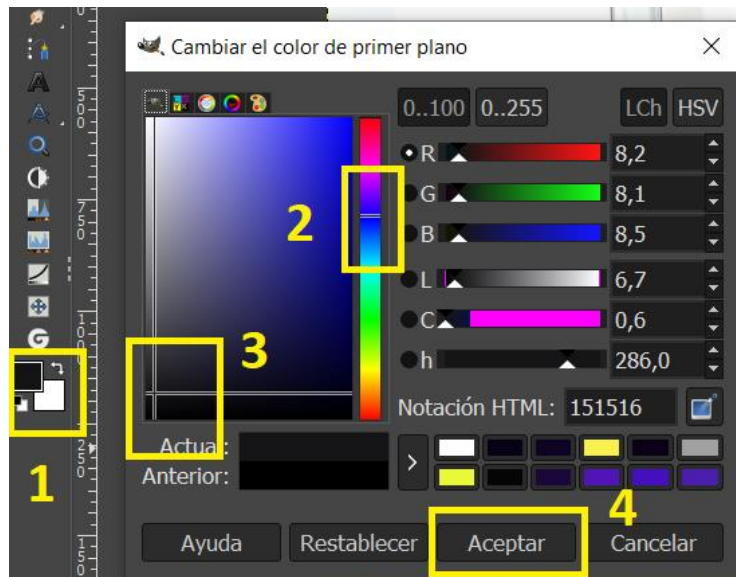 Cambiar el color de primer plano
0..100 0..255 LCh HSV
R 8,2
G 8,1
B 8,5
L 6,7
C 0,6
h 286,0
Notación HTML: 151516
Actual:
Anterior:
Ayuda Restablecer Aceptar Cancelar
1
2
3
4